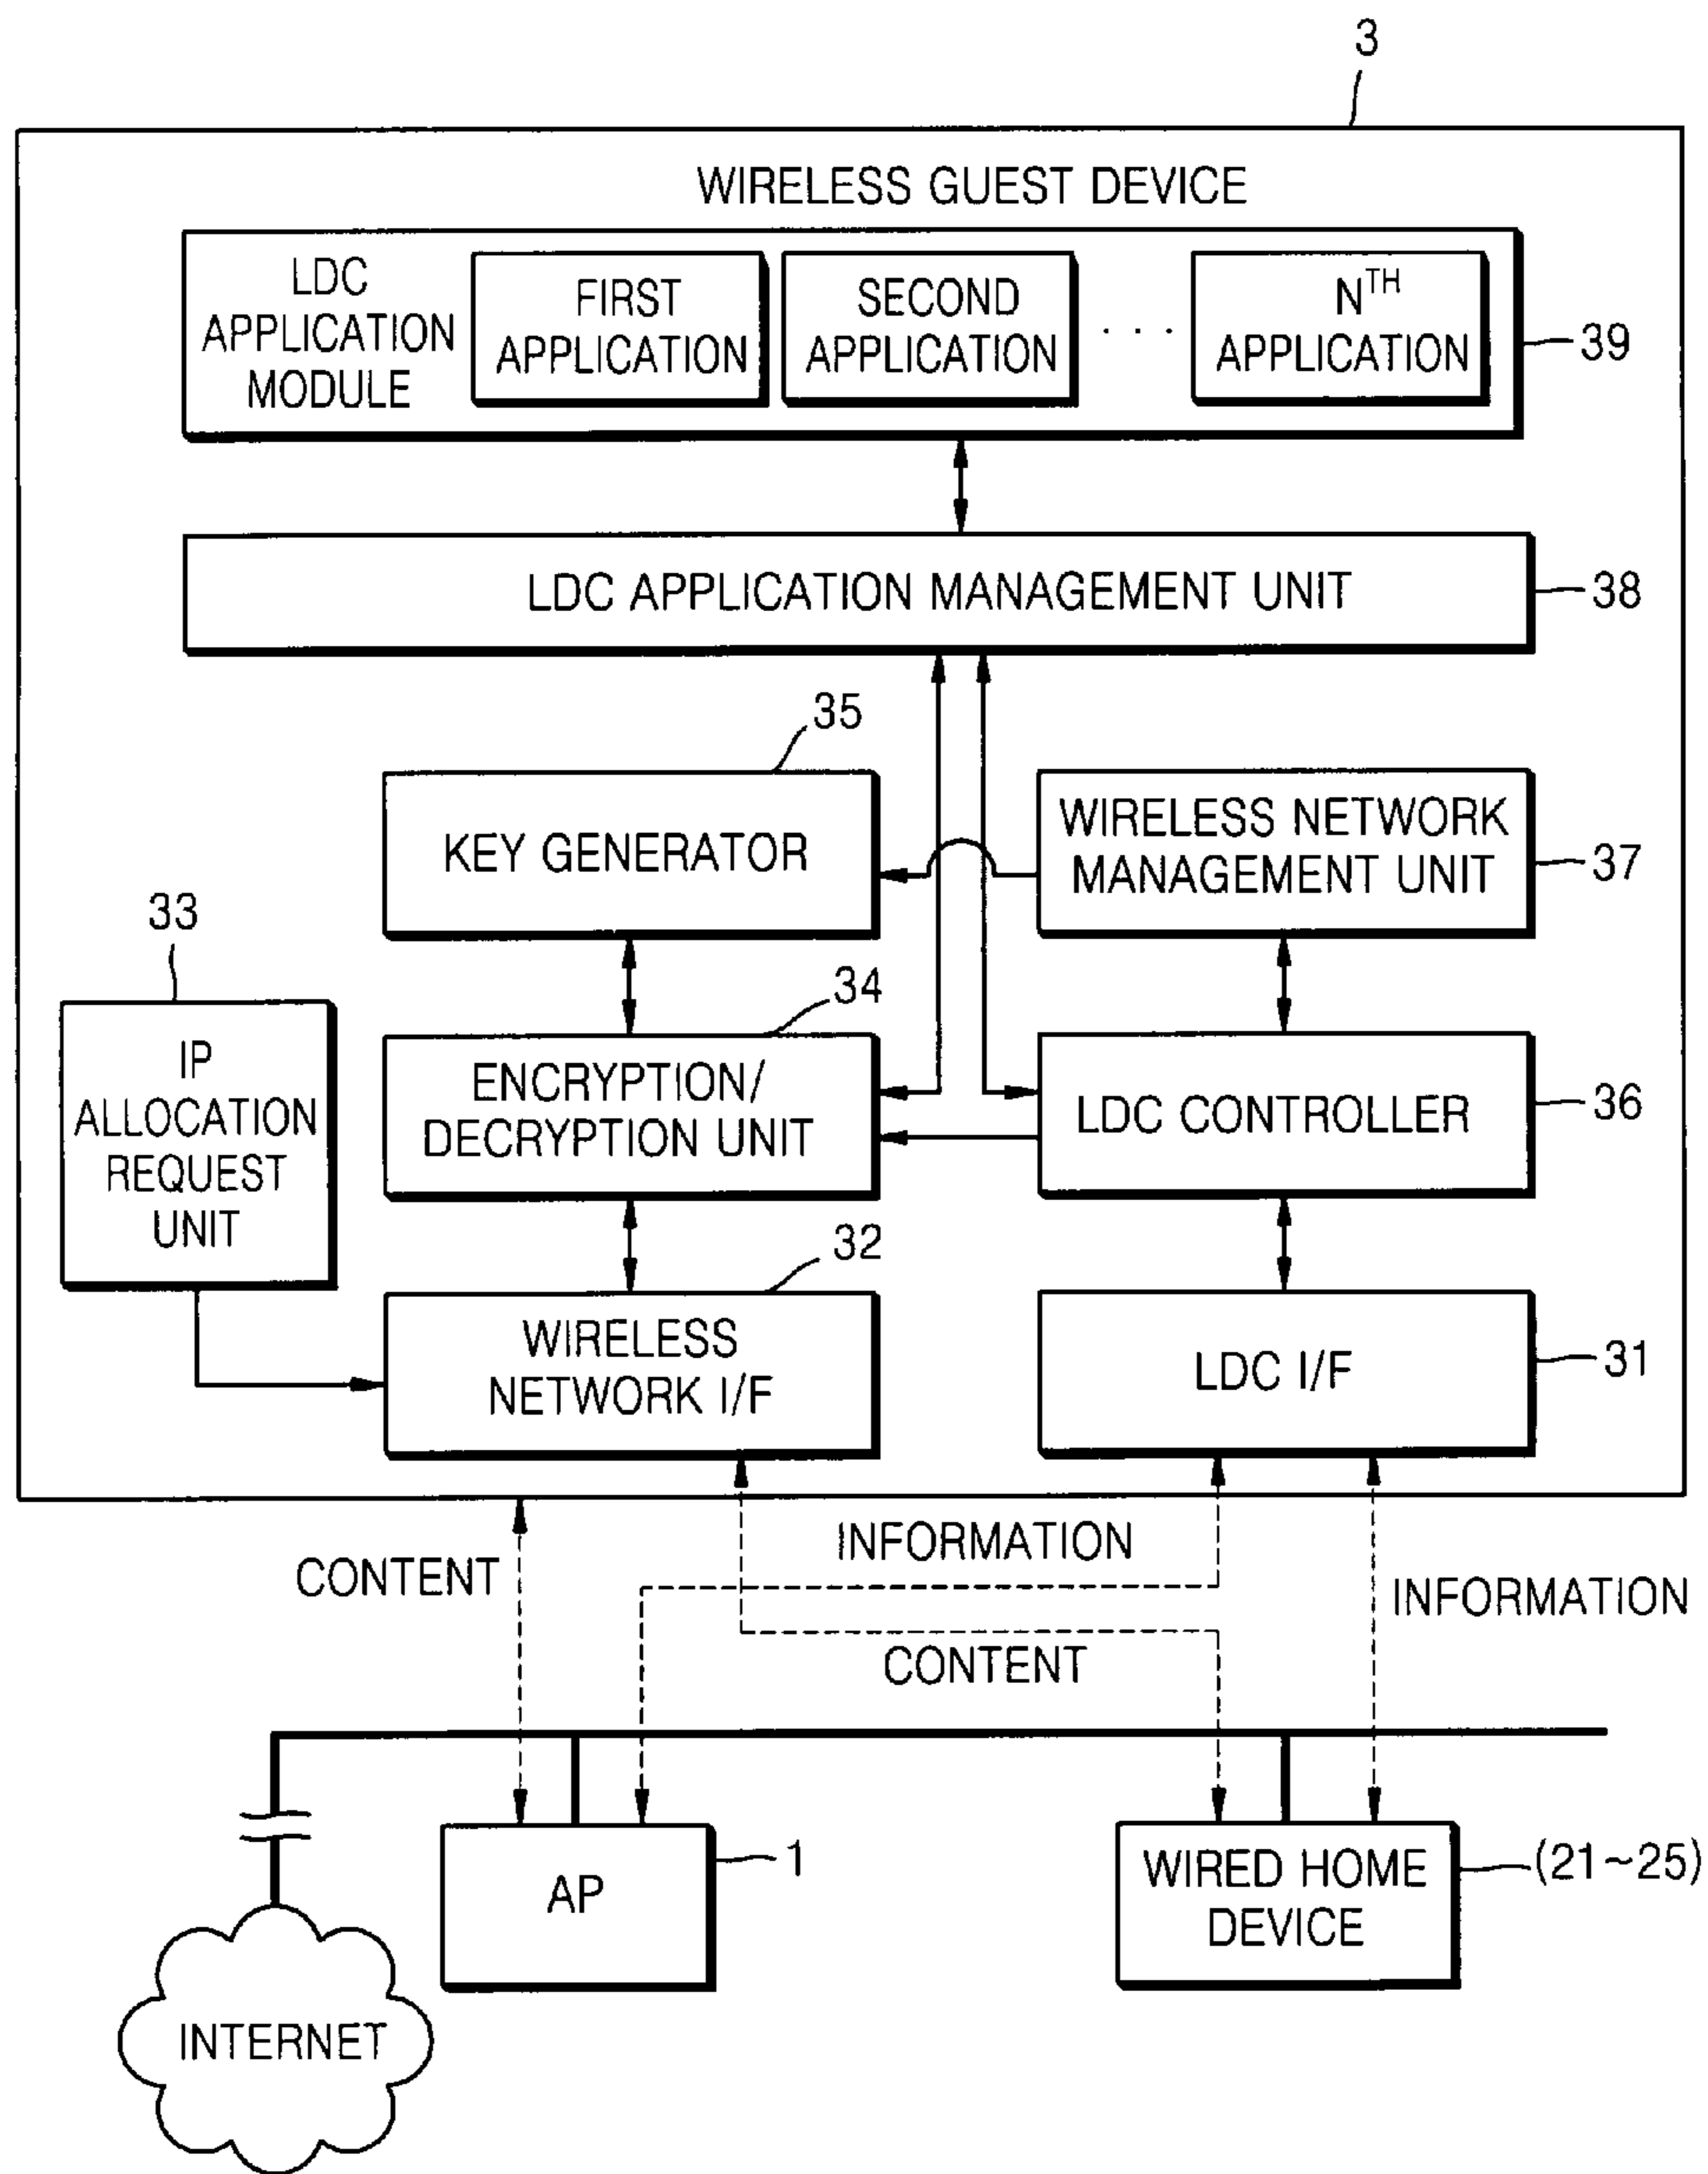 3
WIRELESS GUEST DEVICE
LDC
APPLICATION
MODULE
FIRST
APPLICATION
SECOND
APPLICATION
. . .
NTH
APPLICATION
39
LDC APPLICATION MANAGEMENT UNIT
38
35
KEY GENERATOR
WIRELESS NETWORK
MANAGEMENT UNIT
37
33
IP
ALLOCATION
REQUEST
UNIT
34
ENCRYPTION/
DECRYPTION UNIT
LDC CONTROLLER
36
32
WIRELESS
NETWORK I/F
LDC I/F
31
CONTENT
INFORMATION
INFORMATION
CONTENT
AP
1
WIRED HOME
DEVICE
(21~25)
INTERNET